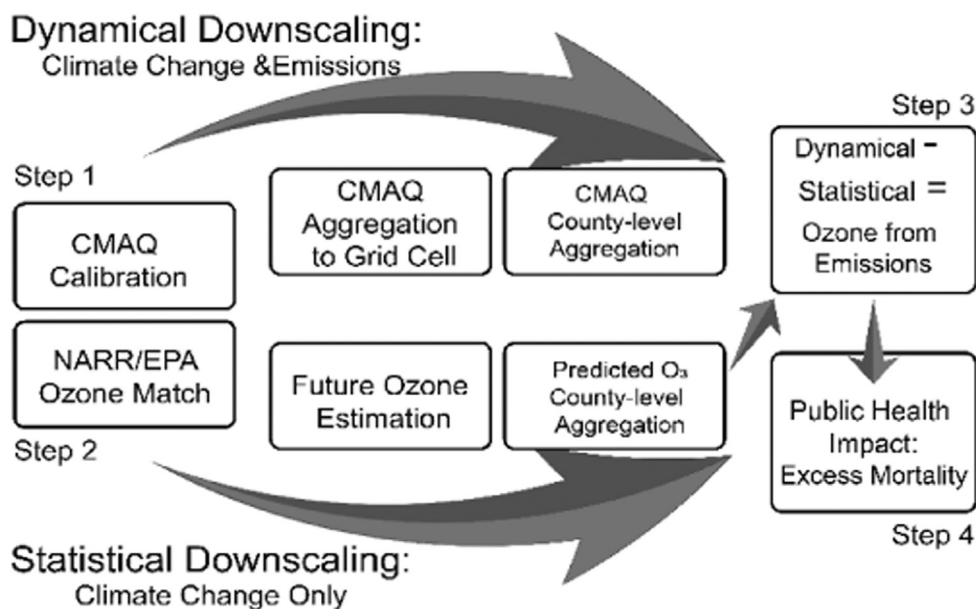 Dynamical Downscaling:
Climate Change &Emissions
Step 1
CMAQ
Calibration
NARR/EPA
Ozone Match
Step 2
CMAQ
Aggregation
to Grid Cell
CMAQ
County-level
Aggregation
Future Ozone
Estimation
Predicted O₃
County-level
Aggregation
Step 3
Dynamical -
Statistical =
Ozone from
Emissions
Public Health
Impact:
Excess Mortality
Step 4
Statistical Downscaling:
Climate Change Only